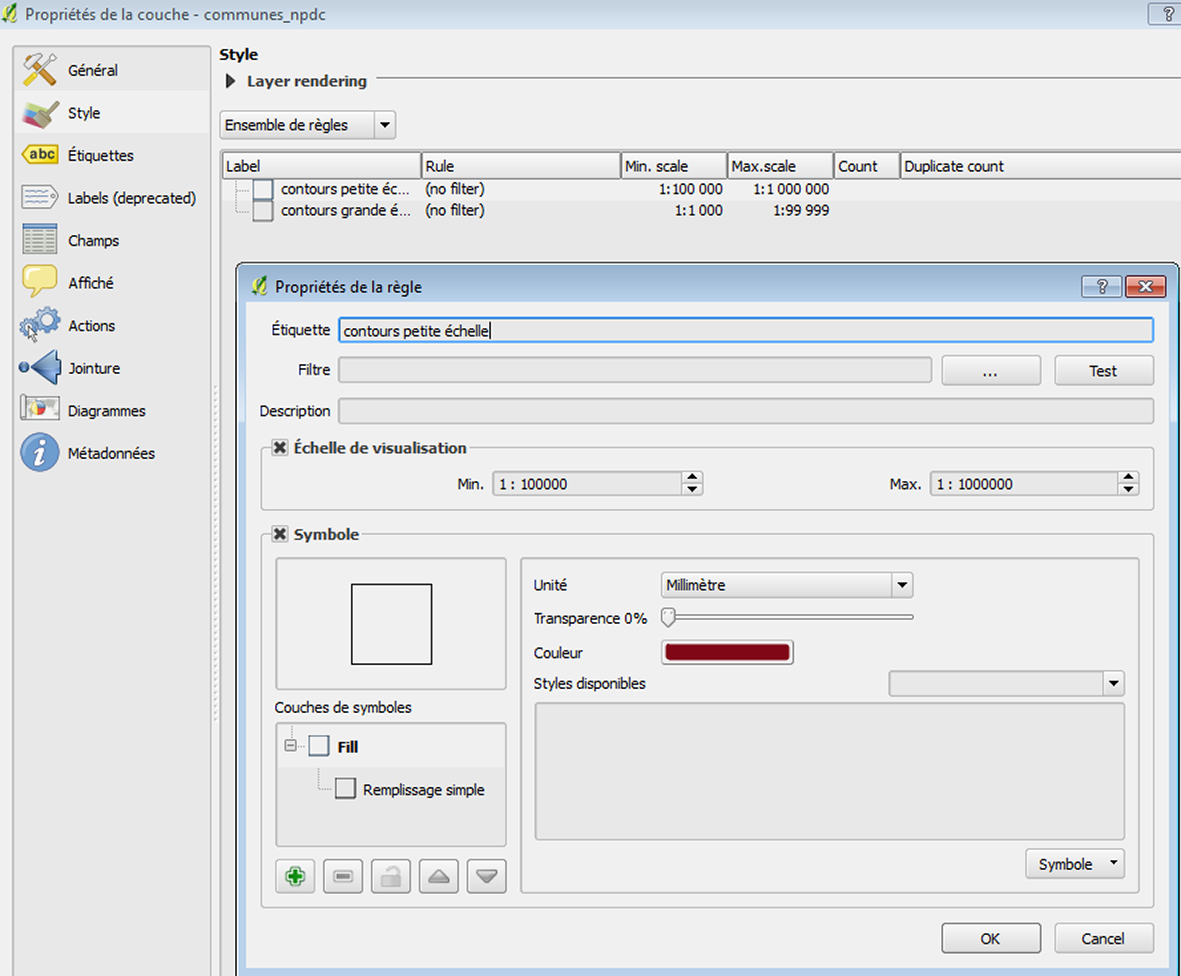 Propriétés de la couche - communes_npdc
?
Général
Style
abc Étiquettes
Labels (deprecated)
Champs
Affiché
Actions
Jointure
Diagrammes
i Métadonnées
Style
Layer rendering
Ensemble de règles
Label Rule Min. scale Max.scale Count Duplicate count
contours petite éc... (no filter) 1:100 000 1:1 000 000
contours grande é... (no filter) 1:1 000 1:99 999
Propriétés de la règle
?
Étiquette contours petite échelle
Filtre ... Test
Description
Échelle de visualisation
Min. 1 : 100000 Max. 1 : 1000000
Symbole
Unité Millimètre
Transparence 0%
Couleur
Styles disponibles
Couches de symboles
Fill
Remplissage simple
Symbole
OK Cancel